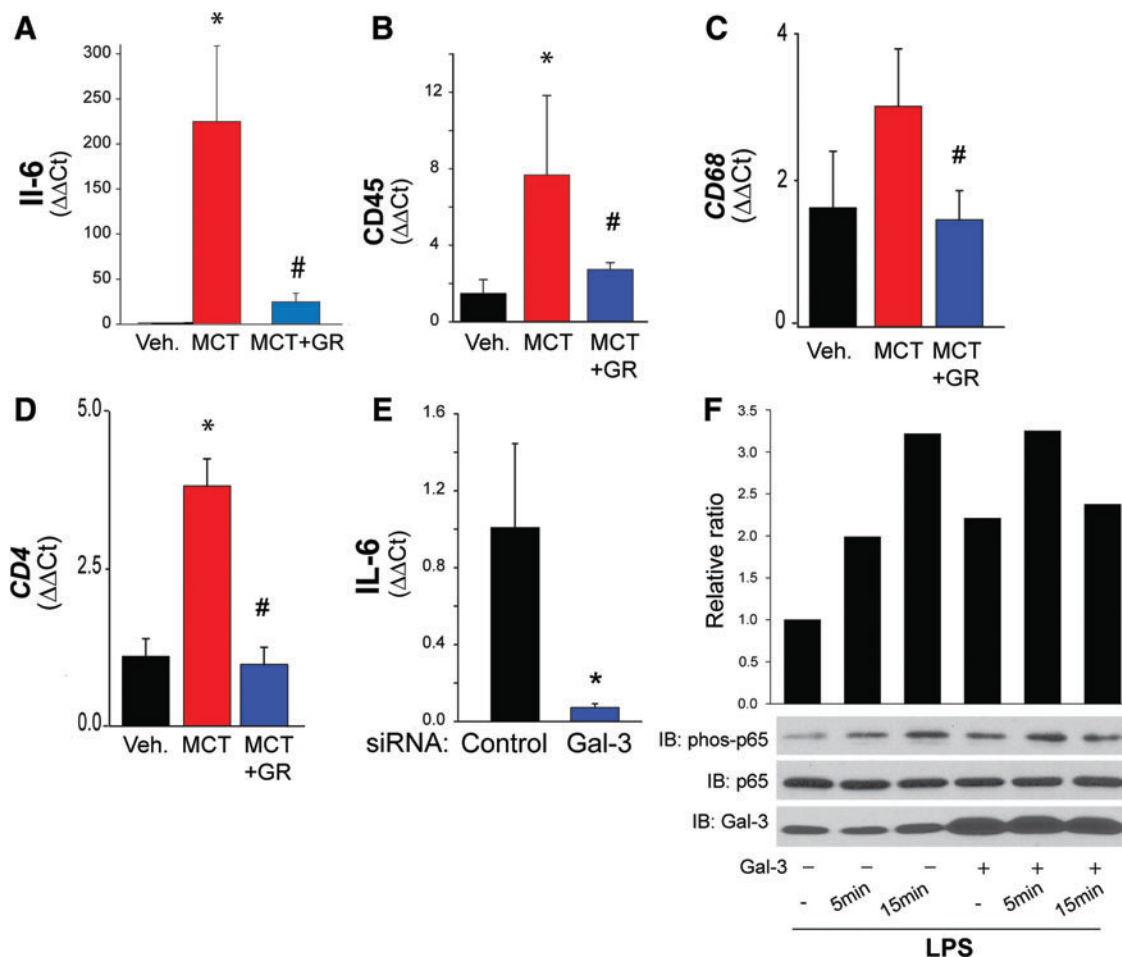 A
*
300
250
200
150
100
50
0
Il-6
(ΔΔCt)
#
Veh. MCT MCT+GR
B
*
12
8
4
0
CD45
(ΔΔCt)
#
Veh. MCT MCT
+GR
C
4
2
0
CD68
(ΔΔCt)
#
Veh. MCT MCT
+GR
D
5.0
2.5
0.0
CD4
(ΔΔCt)
*
#
Veh. MCT MCT
+GR
E
1.6
1.2
0.8
0.4
0.0
IL-6
(ΔΔCt)
*
siRNA: Control Gal-3
F
3.5
3.0
2.5
2.0
1.5
1.0
0.5
0.0
Relative ratio
IB: phos-p65
IB: p65
IB: Gal-3
Gal-3 – – – + + +
- 5min 15min - 5min 15min
LPS